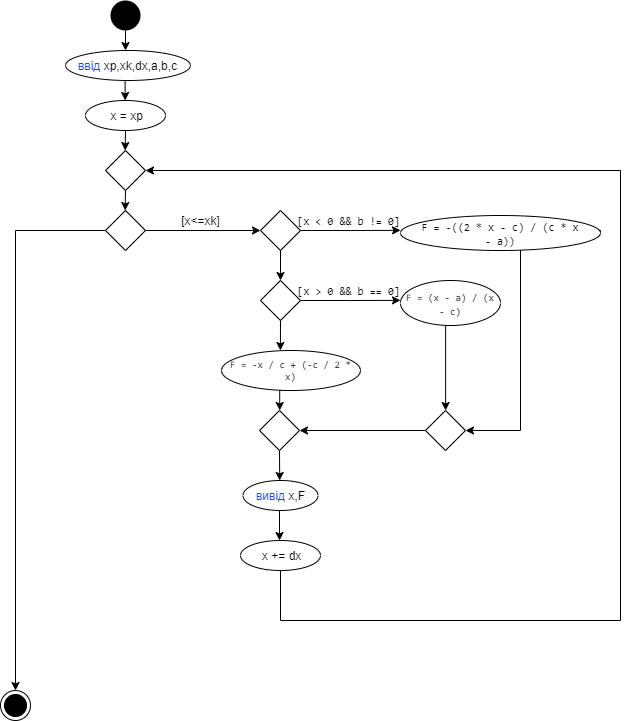 ввід xp,xk,dx,a,b,c
x = xp
[x<=xk]
[x < 0 && b != 0]
F = -((2 * x - c) / (c * x
- a))
[x > 0 && b == 0]
F = (x - a) / (x
- c)
F = -x / c + (-c / 2 *
x)
вивід x,F
x += dx